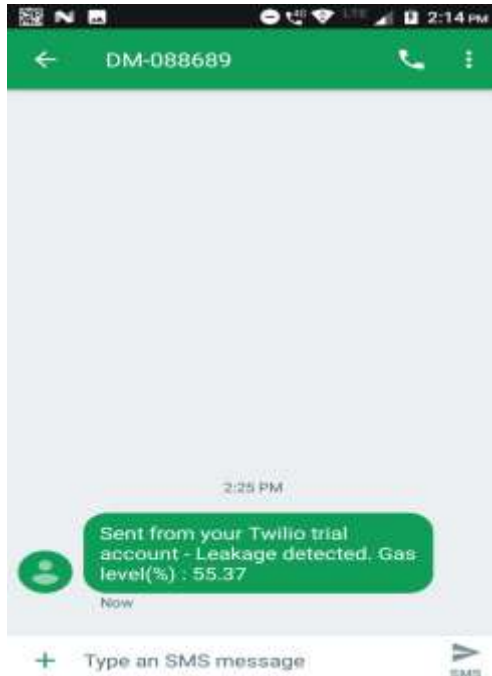 2:14 PM
DM-088689
2:25 PM
Sent from your Twilio trial
account - Leakage detected. Gas
level(%) : 55.37
Now
Type an SMS message
SMS